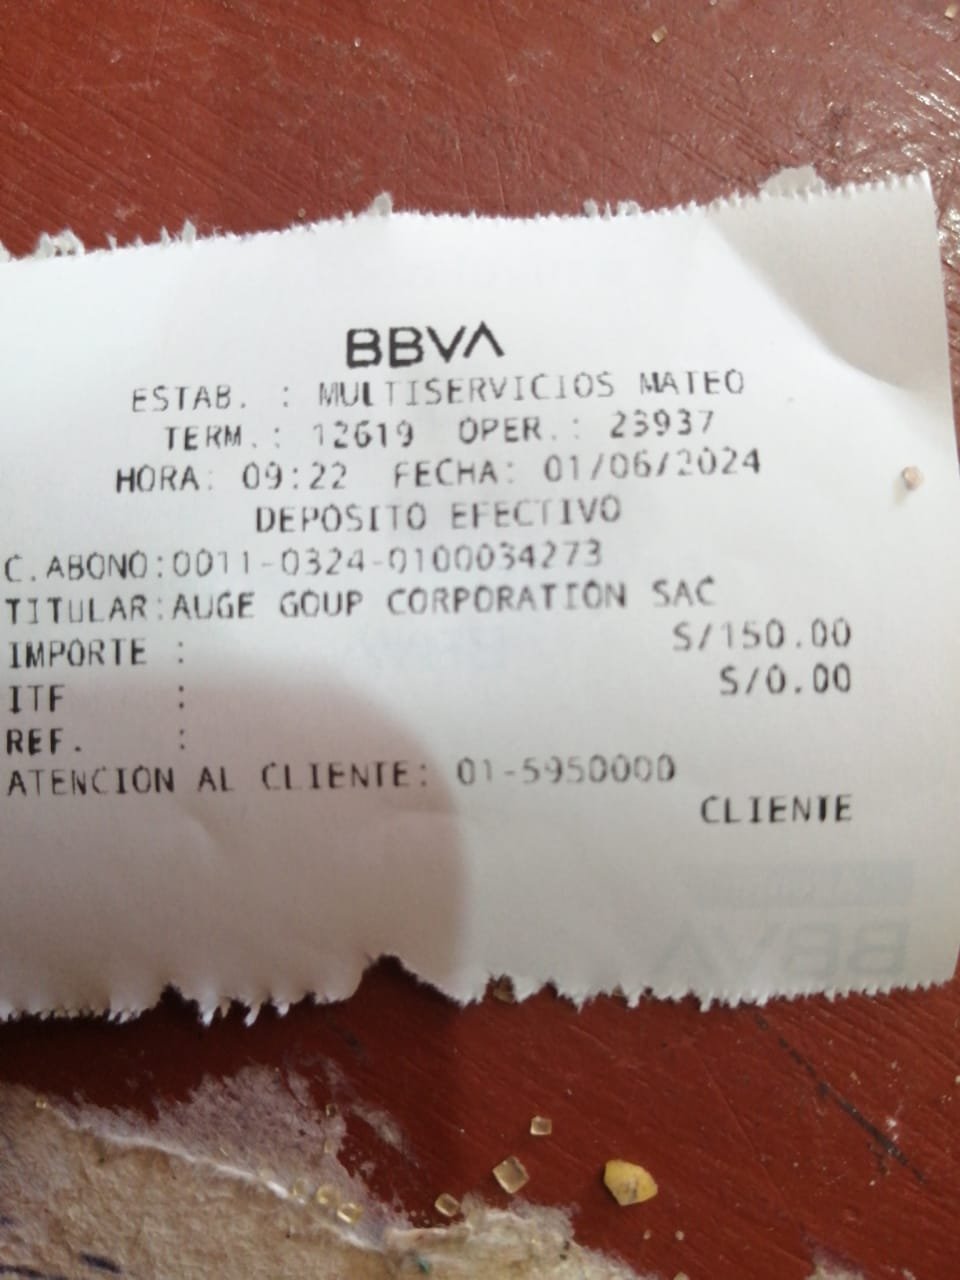 BBVA
ESTAB. : MULTISERVICIOS MATEO
TERM.: 12619 OPER.: 23937
HORA: 09:22 FECHA: 01/06/2024
DEPOSITO EFECTIVO
C.ABONO:0011-0324-0100034273
TITULAR:AUGE GOUP CORPORATION SAC
IMPORTE : S/150.00
ITF : S/0.00
REF. :
ATENCION AL CLIENTE: 01-5950000
CLIENTE
BBVA